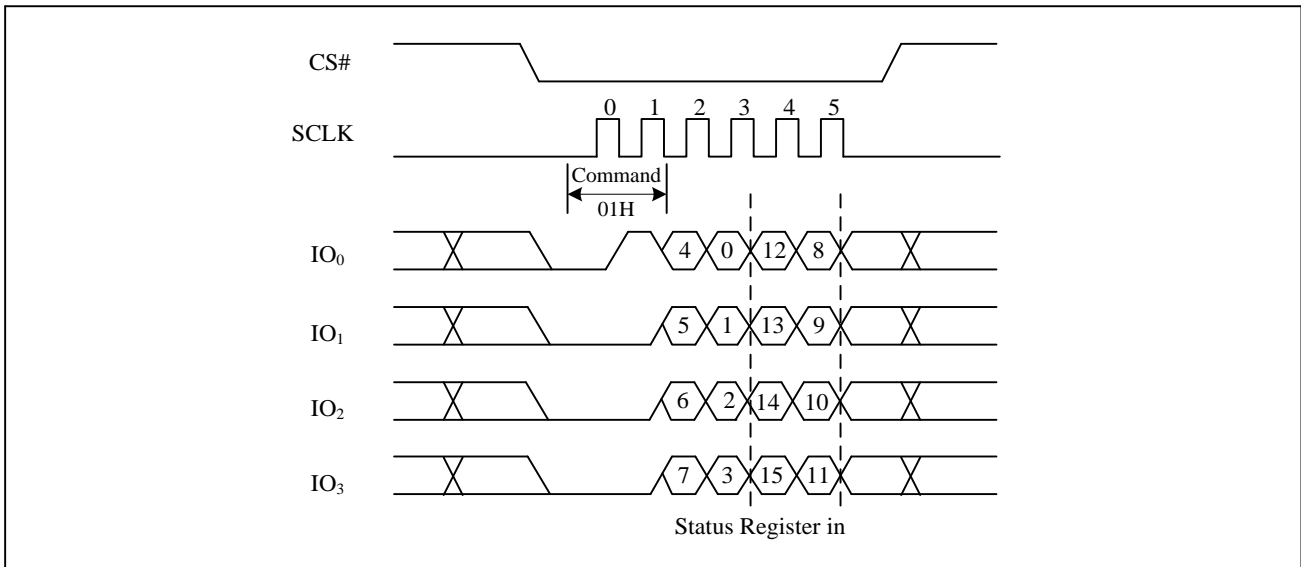 CS#
0 1 2 3 4 5
SCLK
Command
01H
IO₀ 4 0 12 8
IO₁ 5 1 13 9
IO₂ 6 2 14 10
IO₃ 7 3 15 11
Status Register in